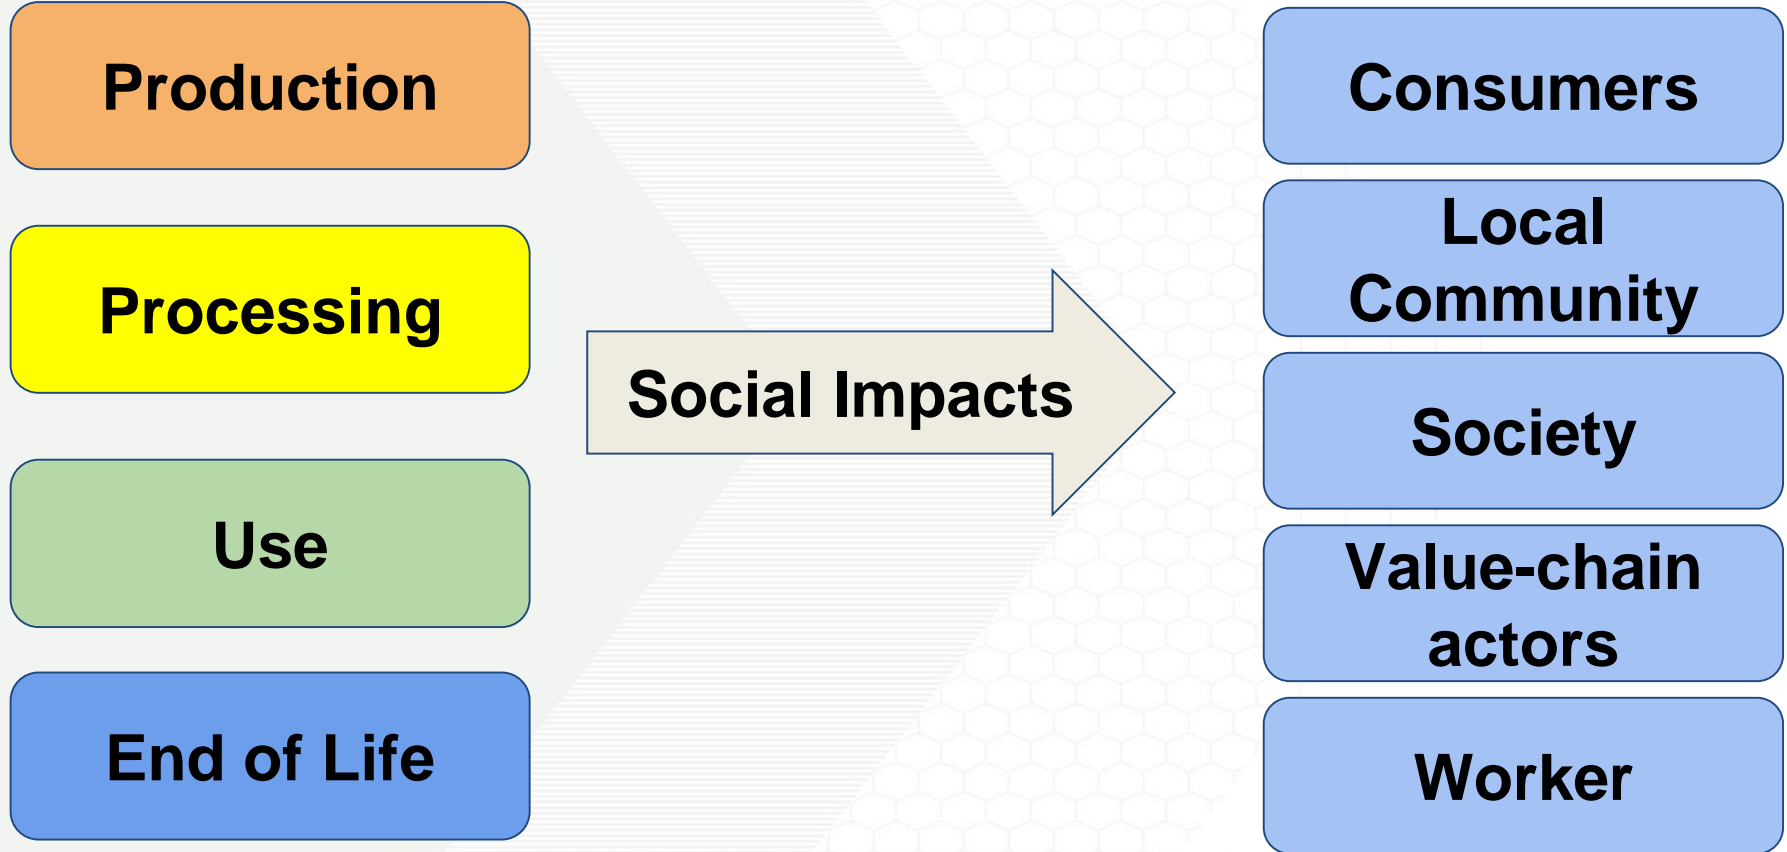 Production
Processing
Use
End of Life
Social Impacts
Consumers
Local
Community
Society
Value-chain
actors
Worker